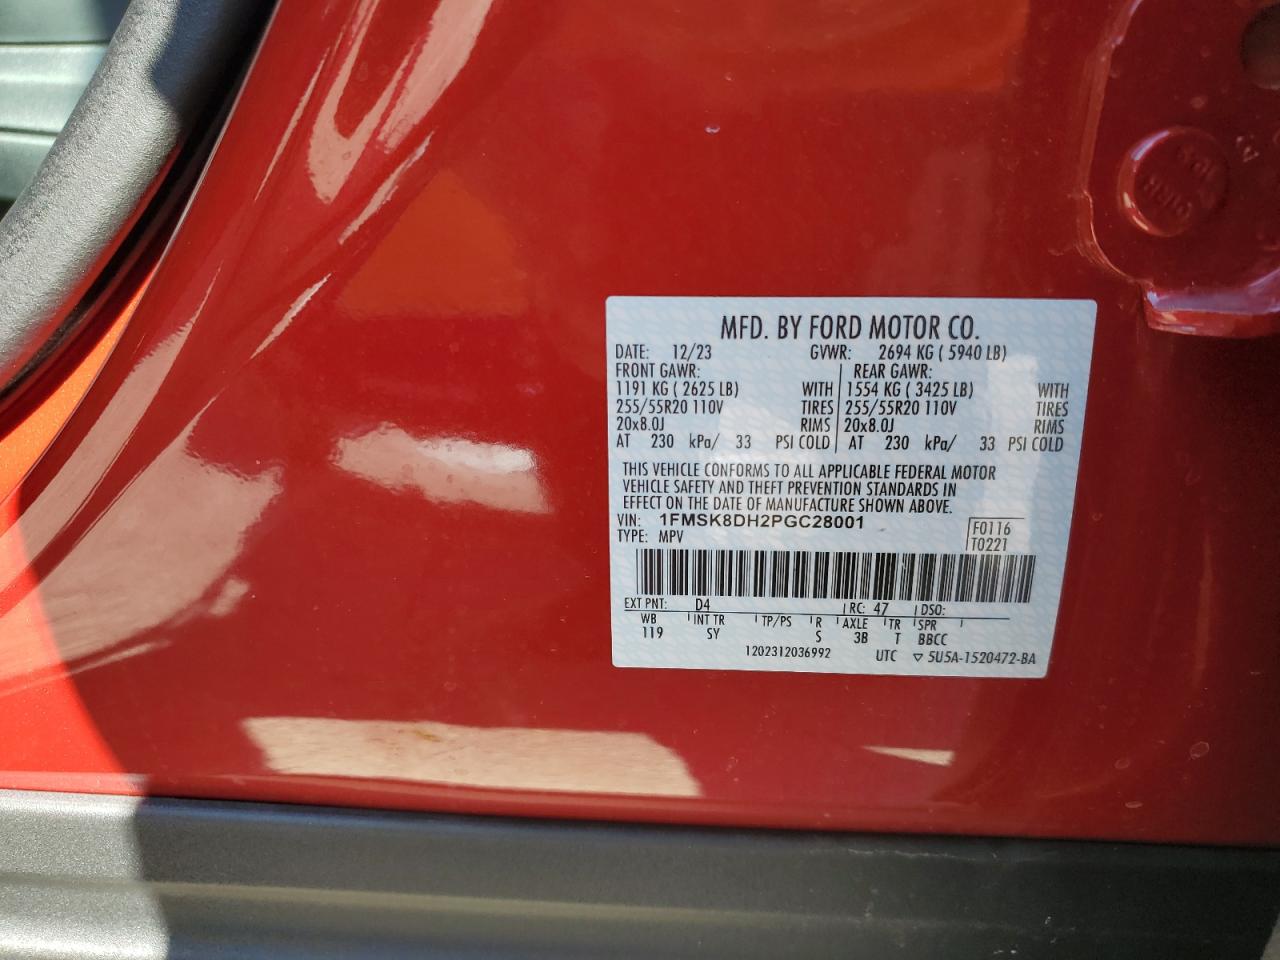 MFD. BY FORD MOTOR CO.
DATE: 12/23 GVWR: 2694 KG ( 5940 LB)
FRONT GAWR: REAR GAWR:
1191 KG ( 2625 LB) WITH 1554 KG ( 3425 LB) WITH
255/55R20 110V TIRES 255/55R20 110V TIRES
20x8.0J RIMS 20x8.0J RIMS
AT 230 kPa/ 33 PSI COLD AT 230 kPa/ 33 PSI COLD
THIS VEHICLE CONFORMS TO ALL APPLICABLE FEDERAL MOTOR
VEHICLE SAFETY AND THEFT PREVENTION STANDARDS IN
EFFECT ON THE DATE OF MANUFACTURE SHOWN ABOVE.
VIN: 1FMSK8DH2PGC28001 F0116
TYPE: MPV T0221
EXT PNT: D4 RC: 47 DSO:
WB INT TR TP/PS R AXLE TR SPR
119 SY S 3B T BBCC
1202312036992 UTC ▽ 5U5A-1520472-BA